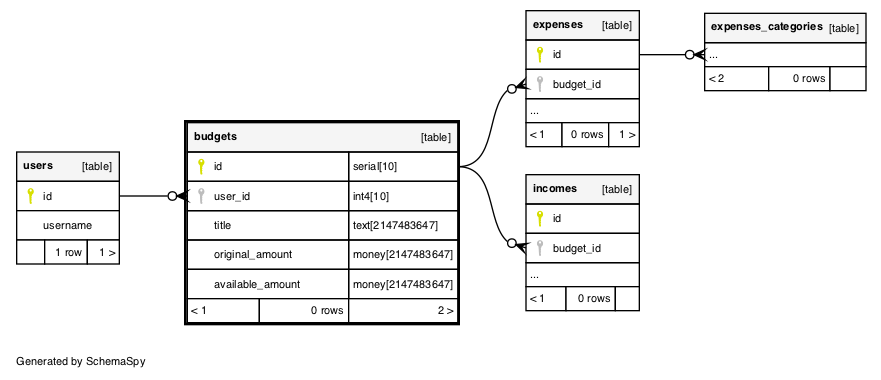 users [table]
id
username
1 row 1 >
budgets [table]
id serial[10]
user_id int4[10]
title text[2147483647]
original_amount money[2147483647]
available_amount money[2147483647]
< 1 0 rows 2 >
expenses [table]
id
budget_id
...
< 1 0 rows 1 >
expenses_categories [table]
...
< 2 0 rows
incomes [table]
id
budget_id
...
< 1 0 rows
Generated by SchemaSpy